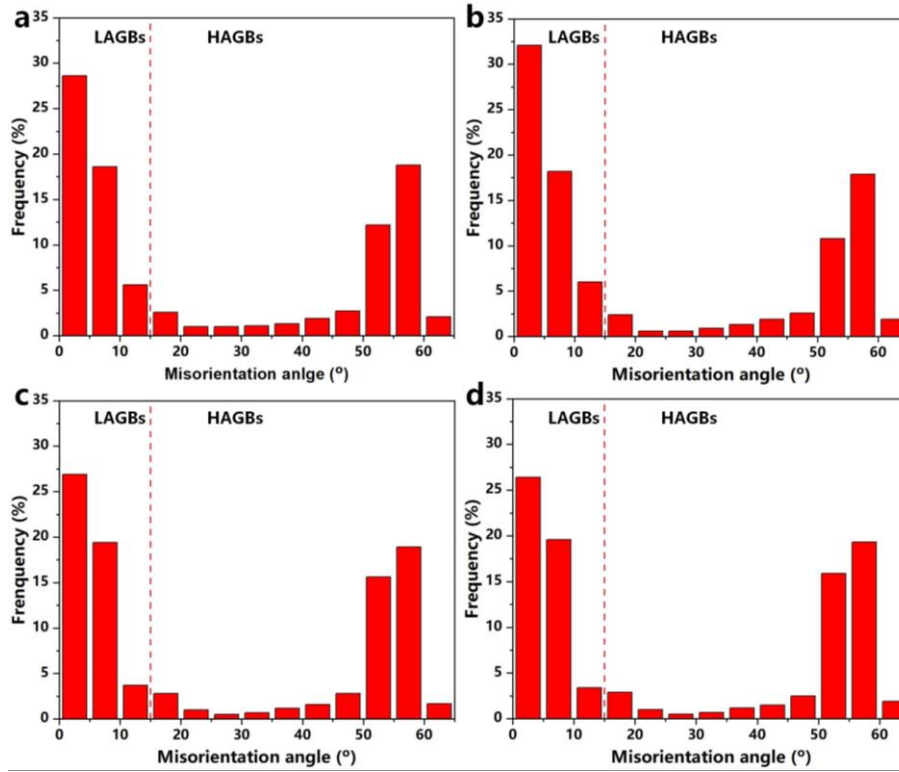 a
LAGBs HAGBs
35
30
25
20
15
10
5
0
Frequency (%)
0 10 20 30 40 50 60
Misorientation anlge (o)
b
LAGBs HAGBs
35
30
25
20
15
10
5
0
Frequency (%)
0 10 20 30 40 50 60
Misorientation angle (o)
c
LAGBs HAGBs
35
30
25
20
15
10
5
0
Frenquency (%)
0 10 20 30 40 50 60
Misorientation angle (o)
d
LAGBs HAGBs
35
30
25
20
15
10
5
0
Frequency (%)
0 10 20 30 40 50 60
Misorientation angle (o)